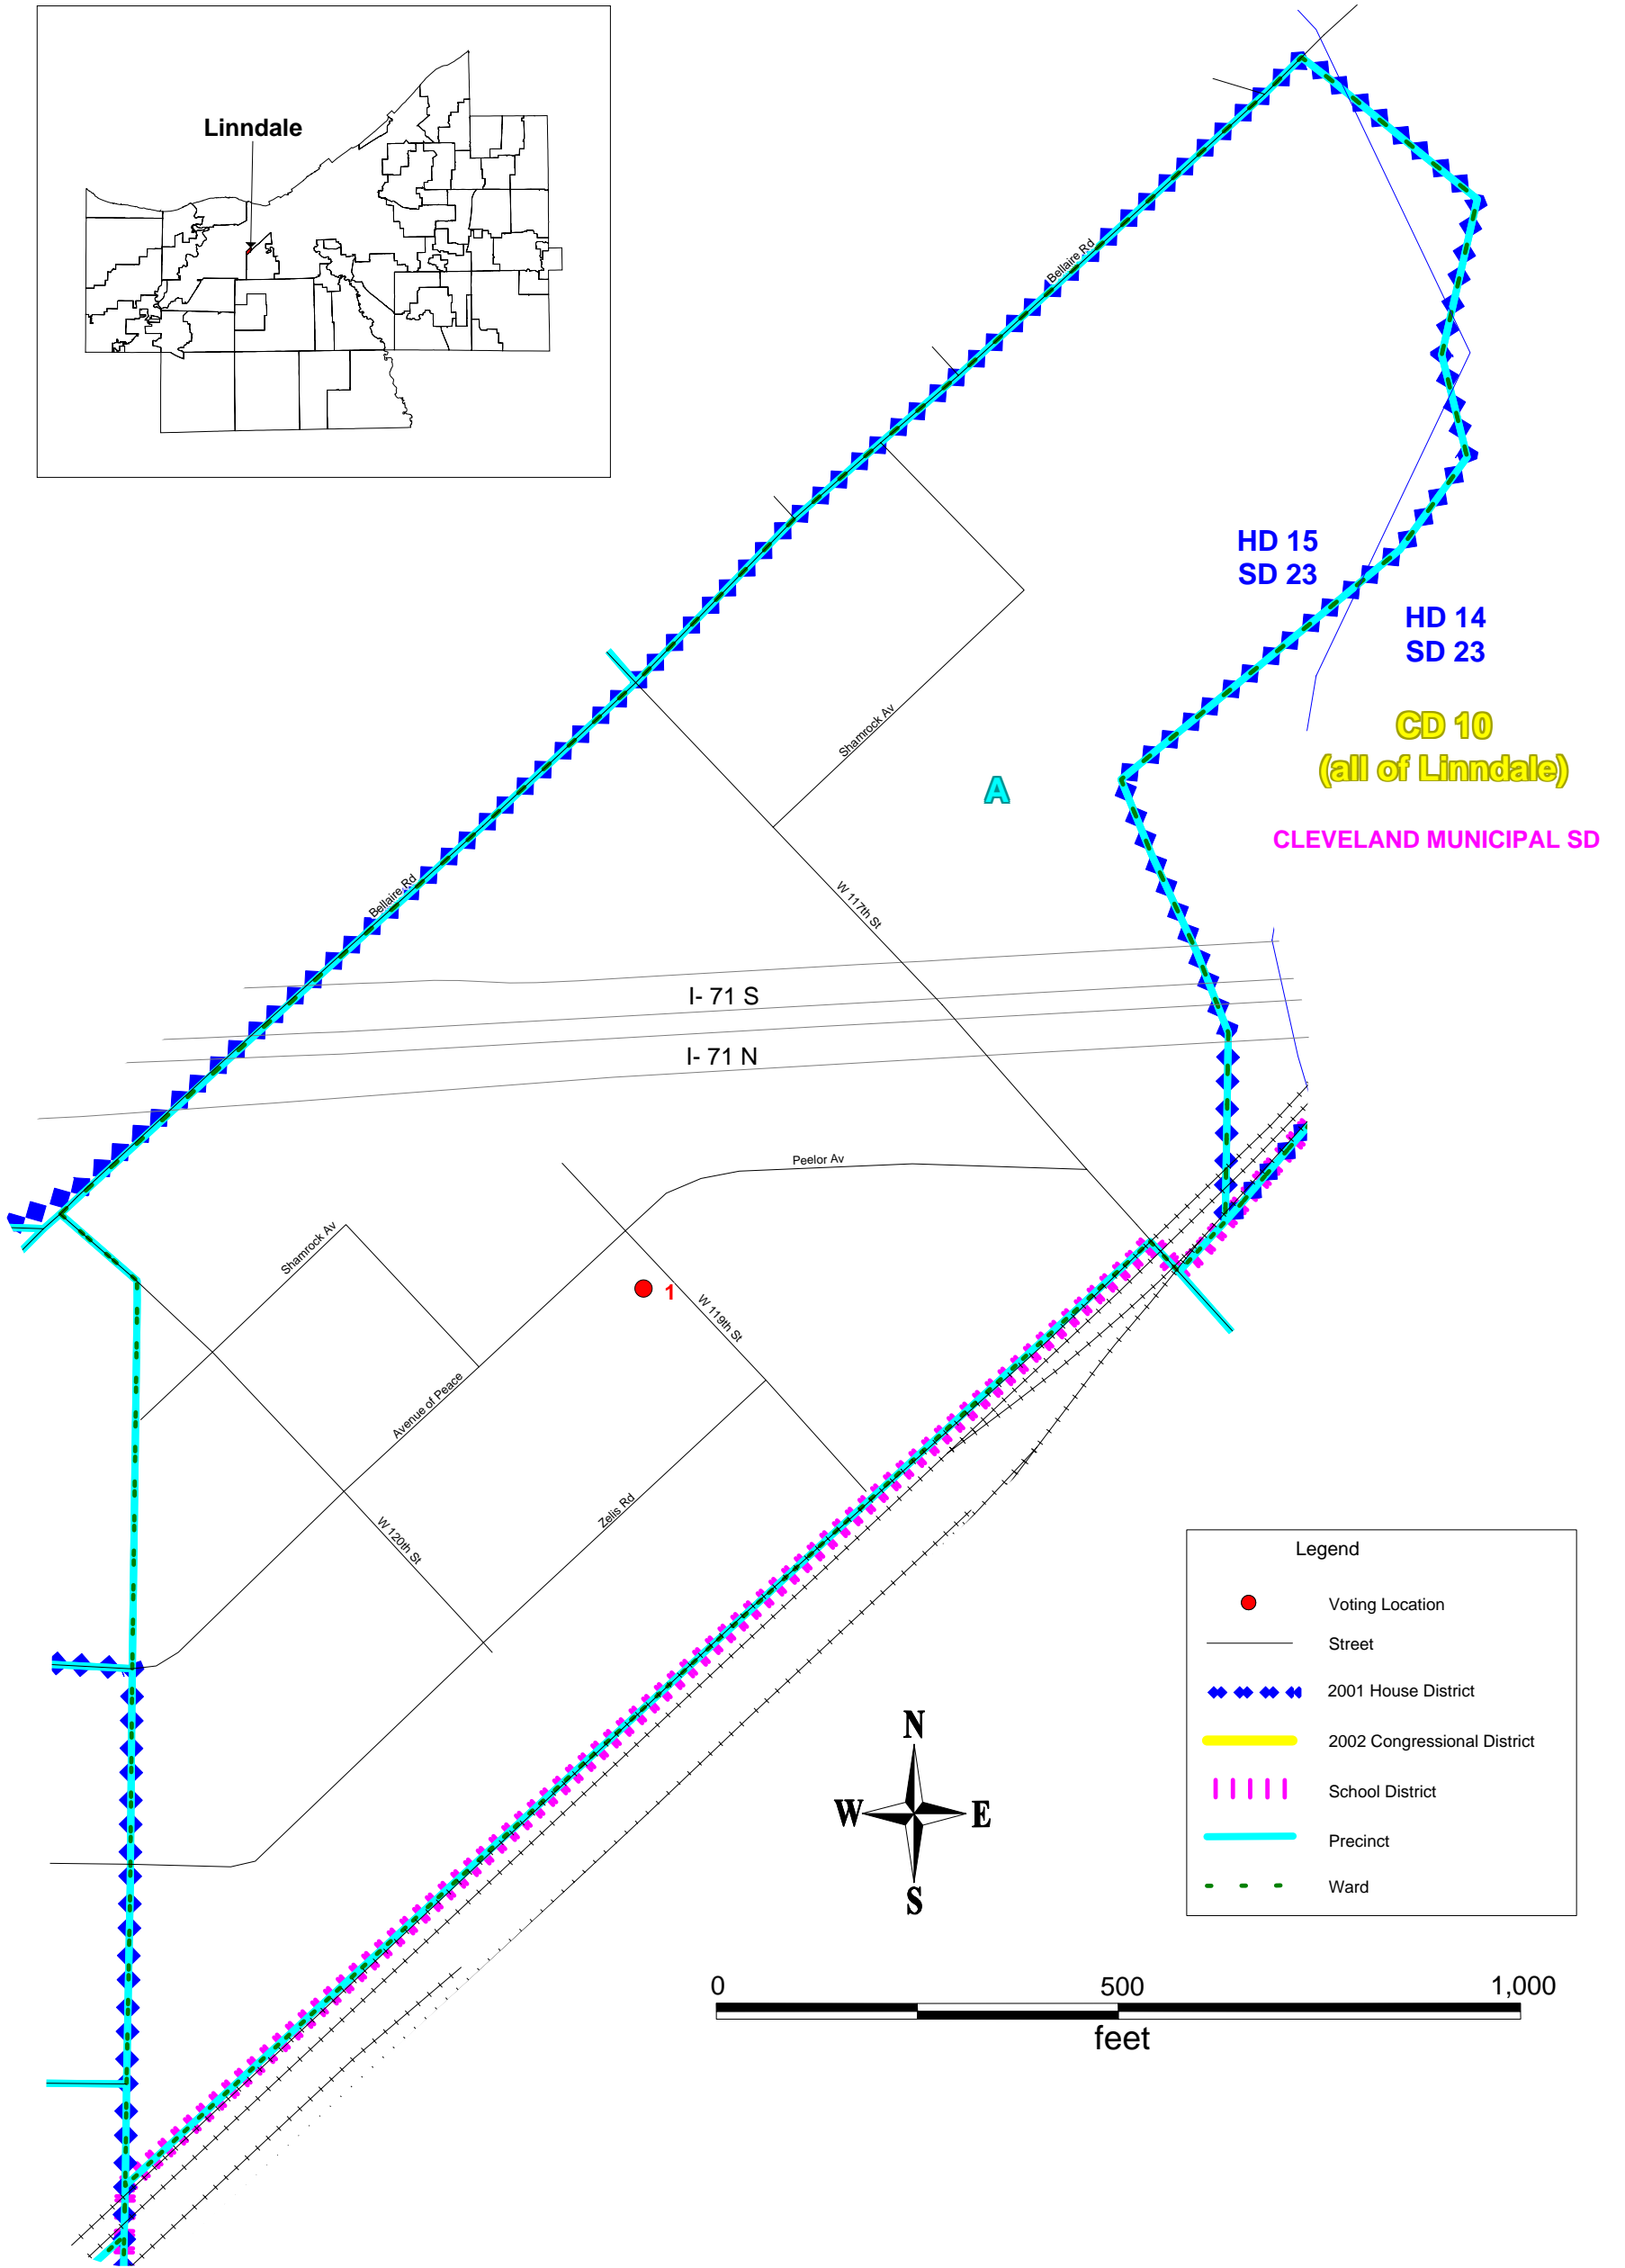 Linndale
Bellaire Rd
HD 15
SD 23
HD 14
SD 23
Shamrock Av
CD 10
(all of Linndale)
A
CLEVELAND MUNICIPAL SD
Bellaire Rd
W 117th St
I- 71 S
I- 71 N
Peelor Av
Shamrock Av
1
W 119th St
Avenue of Peace
Zelis Rd
W 120th St
Legend
Voting Location
Street
2001 House District
2002 Congressional District
School District
Precinct
Ward
N
W E
S
0 500 1,000
feet